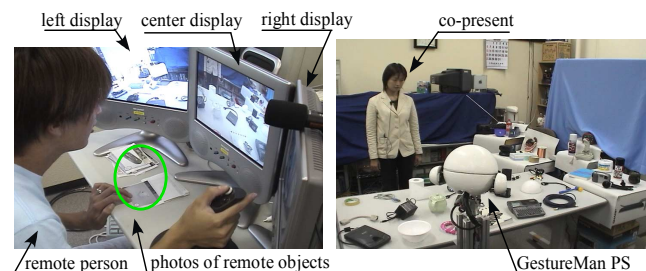 left display
center display
right display
co-present
remote person
photos of remote objects
GestureMan PS